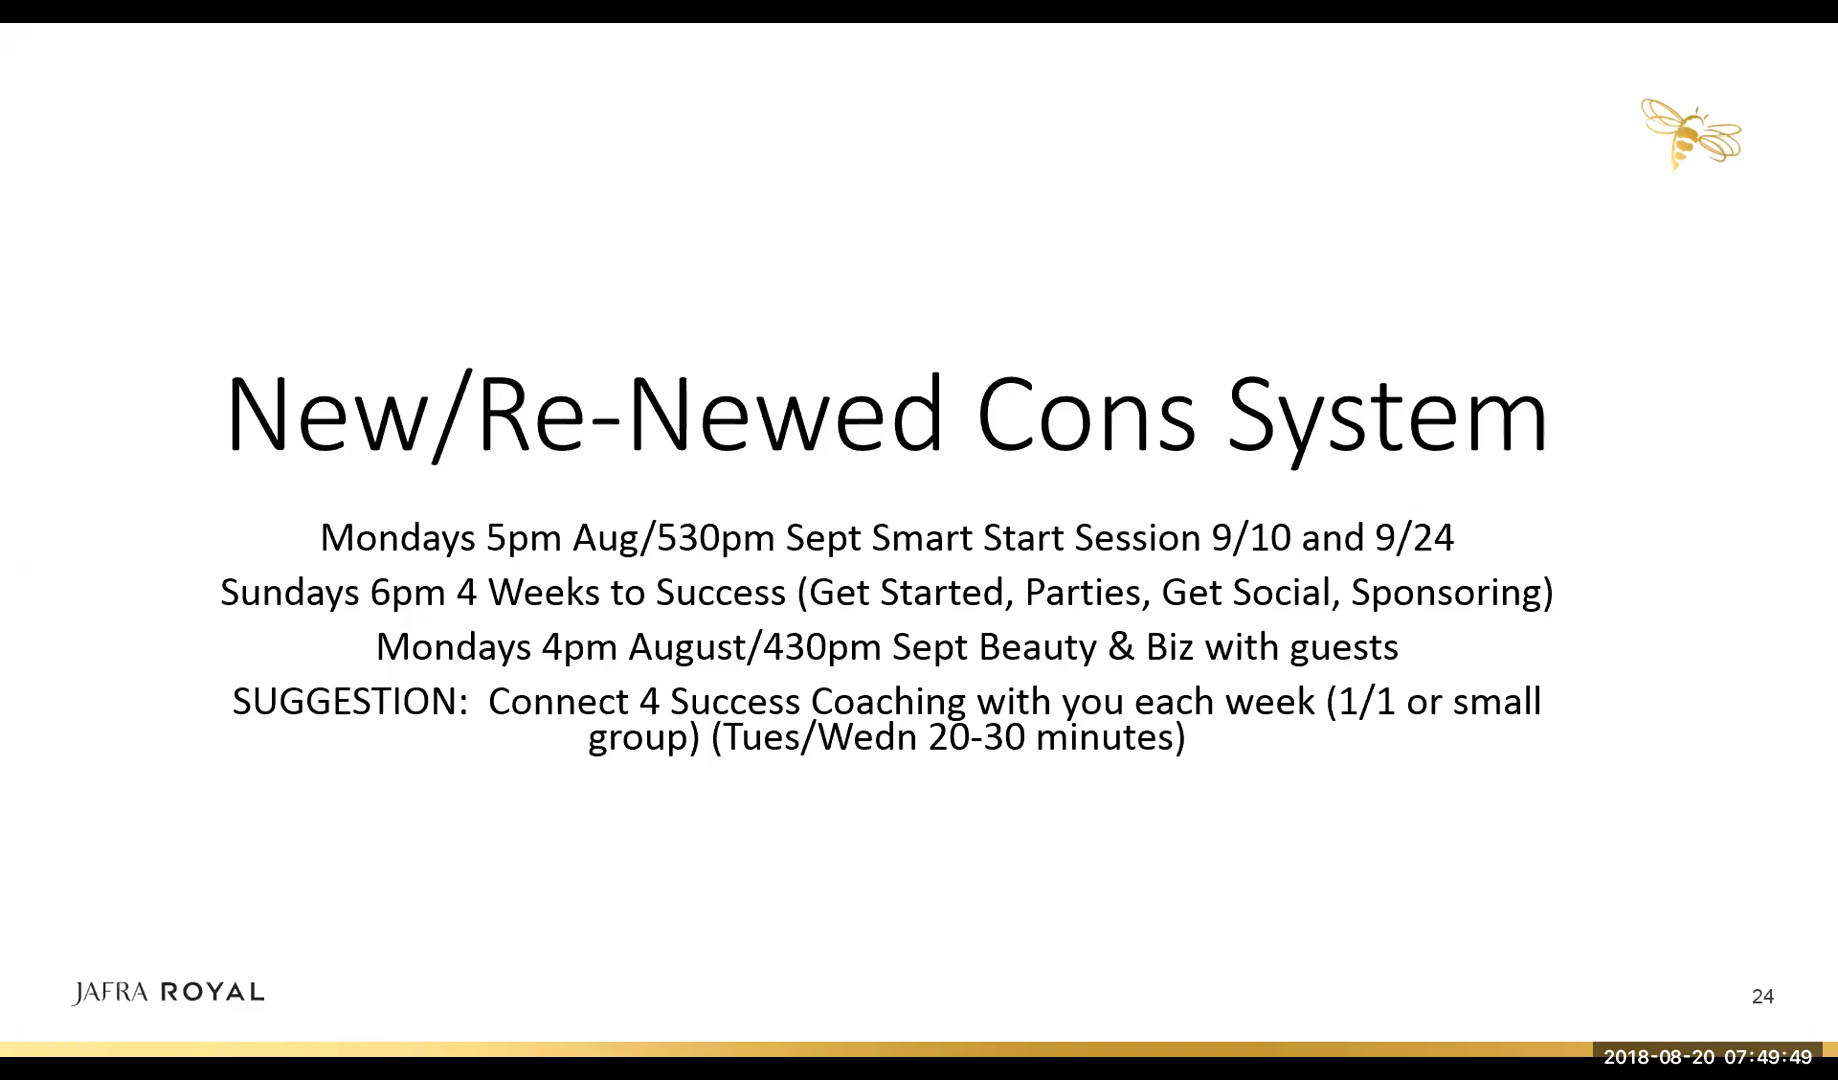 New/Re-Newed Cons System
Mondays 5pm Aug/530pm Sept Smart Start Session 9/10 and 9/24
Sundays 6pm 4 Weeks to Success (Get Started, Parties, Get Social, Sponsoring)
Mondays 4pm August/430pm Sept Beauty & Biz with guests
SUGGESTION:  Connect 4 Success Coaching with you each week (1/1 or small
group) (Tues/Wedn 20-30 minutes)
JAFRA ROYAL
24
2018-08-20 07:49:49